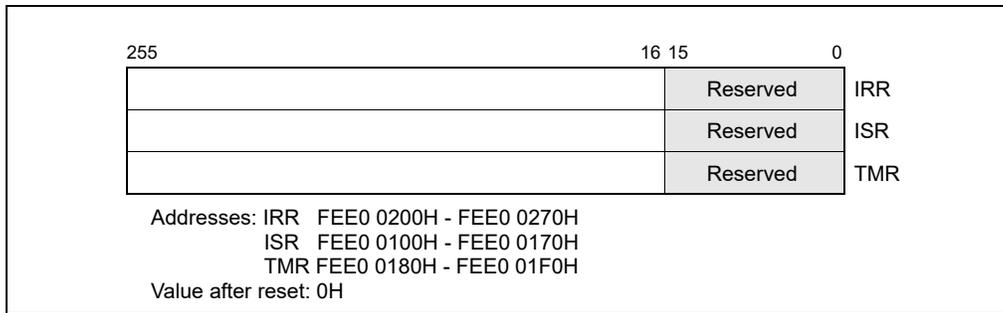 255 16 15 0
Reserved IRR
Reserved ISR
Reserved TMR
Addresses: IRR FEE0 0200H - FEE0 0270H
ISR FEE0 0100H - FEE0 0170H
TMR FEE0 0180H - FEE0 01F0H
Value after reset: 0H